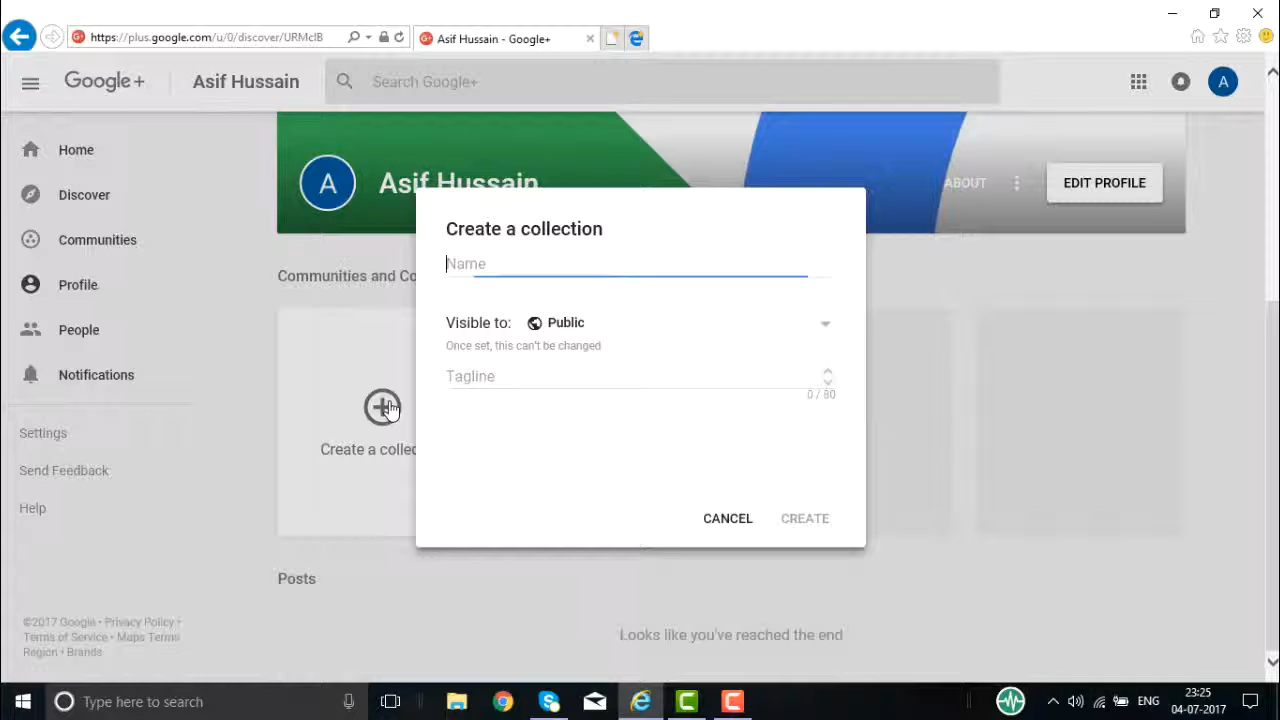 https://plus.google.com/u/0/discover/URMclB
Asif Hussain - Google+
Google+
Asif Hussain
Search Google+
A
Home
Discover
Communities
Profile
People
Notifications
Settings
Send Feedback
Help
©2017 Google • Privacy Policy •
Terms of Service • Maps Terms
Region • Brands
A
Asif Hussain
ABOUT
EDIT PROFILE
Communities and Co
Create a collec
Create a collection
Name
Visible to: Public
Once set, this can't be changed
Tagline
0 / 80
CANCEL
CREATE
Posts
Looks like you've reached the end
Type here to search
ENG
23:25
04-07-2017